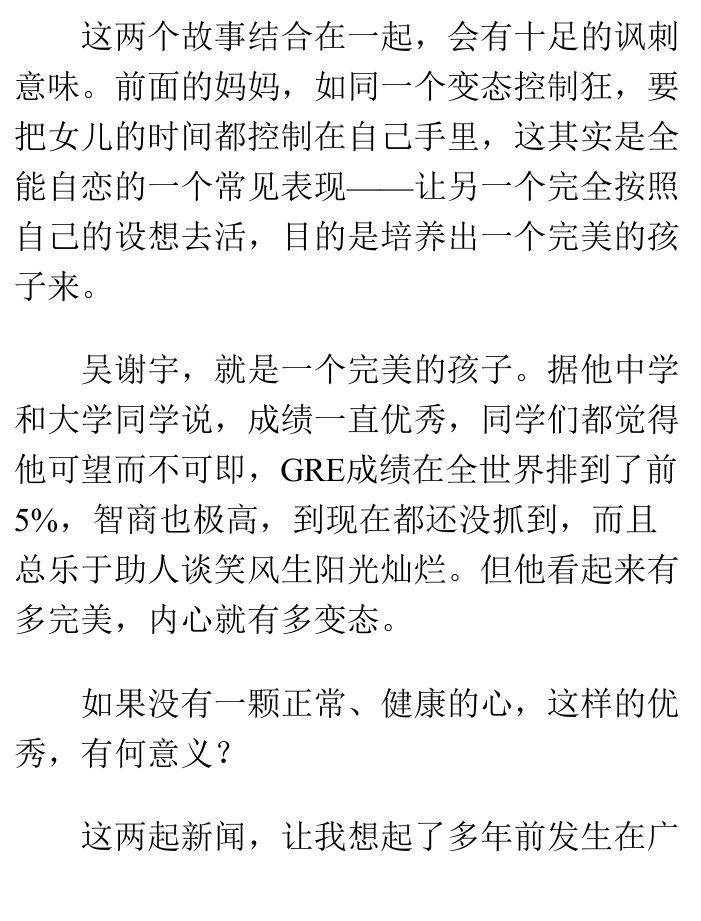 这两个故事结合在一起，会有十足的讽刺
意味。前面的妈妈，如同一个变态控制狂，要
把女儿的时间都控制在自己手里，这其实是全
能自恋的一个常见表现——让另一个完全按照
自己的设想去活，目的是培养出一个完美的孩
子来。
吴谢宇，就是一个完美的孩子。据他中学
和大学同学说，成绩一直优秀，同学们都觉得
他可望而不可即，GRE成绩在全世界排到了前
5%，智商也极高，到现在都还没抓到，而且
总乐于助人谈笑风生阳光灿烂。但他看起来有
多完美，内心就有多变态。
如果没有一颗正常、健康的心，这样的优
秀，有何意义？
这两起新闻，让我想起了多年前发生在广